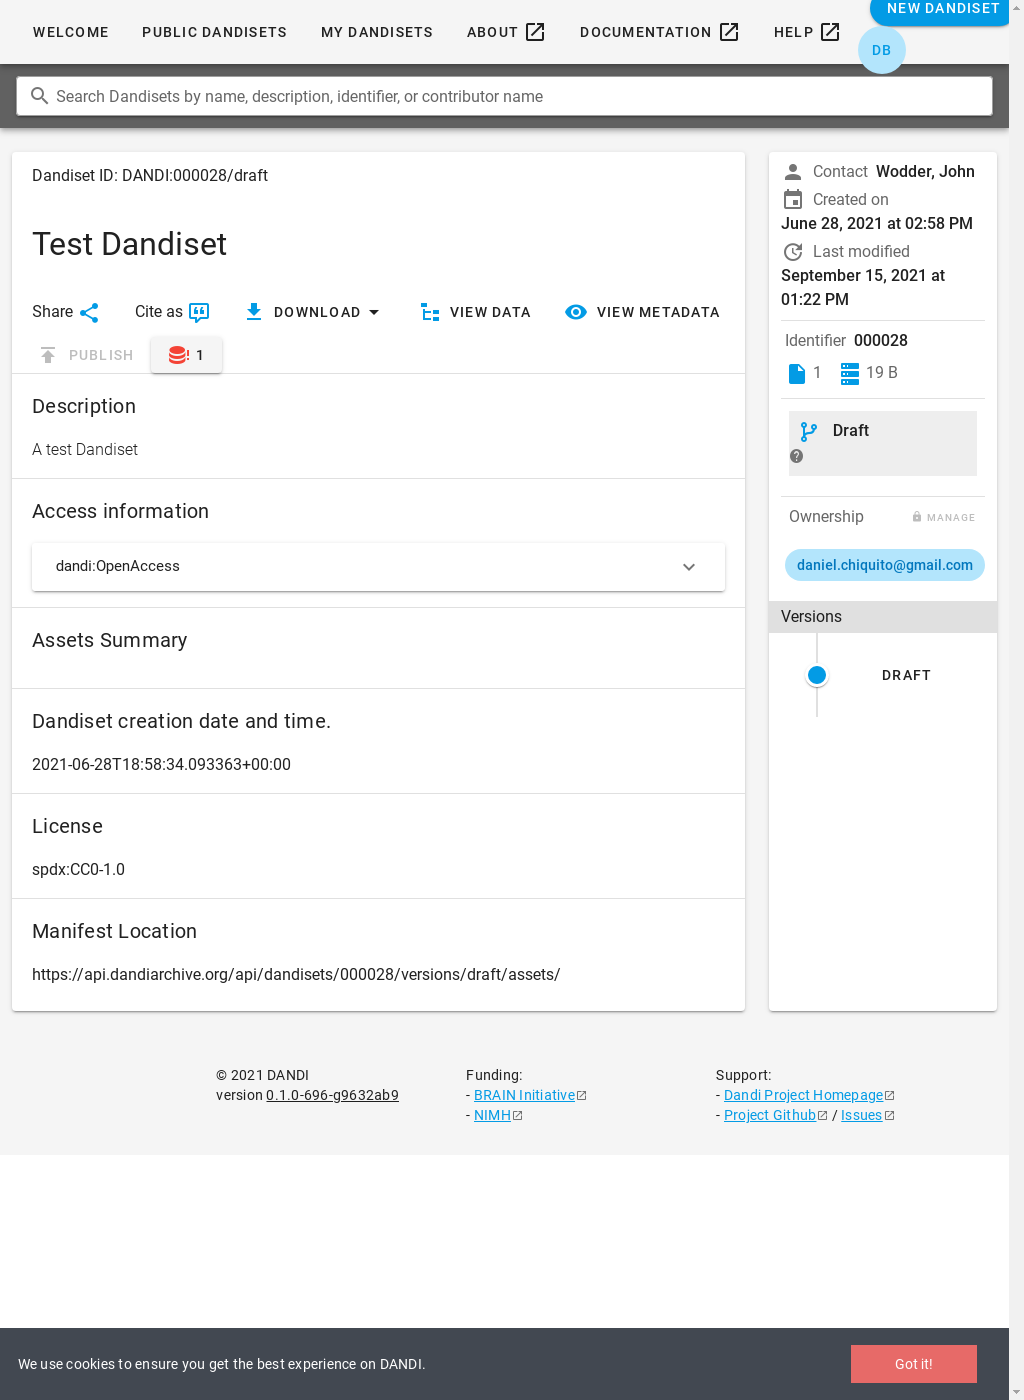 WELCOME
PUBLIC DANDISETS
MY DANDISETS
ABOUT
DOCUMENTATION
HELP
NEW DANDISET
DB
Search Dandisets by name, description, identifier, or contributor name
Dandiset ID: DANDI:000028/draft
Test Dandiset
Share
Cite as
DOWNLOAD
VIEW DATA
VIEW METADATA
PUBLISH
1
Description
A test Dandiset
Access information
dandi:OpenAccess
Assets Summary
Dandiset creation date and time.
2021-06-28T18:58:34.093363+00:00
License
spdx:CC0-1.0
Manifest Location
https://api.dandiarchive.org/api/dandisets/000028/versions/draft/assets/
Contact Wodder, John
Created on
June 28, 2021 at 02:58 PM
Last modified
September 15, 2021 at
01:22 PM
Identifier 000028
1
19 B
Draft
Ownership
MANAGE
daniel.chiquito@gmail.com
Versions
DRAFT
© 2021 DANDI
version 0.1.0-696-g9632ab9
Funding:
- BRAIN Initiative
- NIMH
Support:
- Dandi Project Homepage
- Project Github / Issues
We use cookies to ensure you get the best experience on DANDI.
Got it!